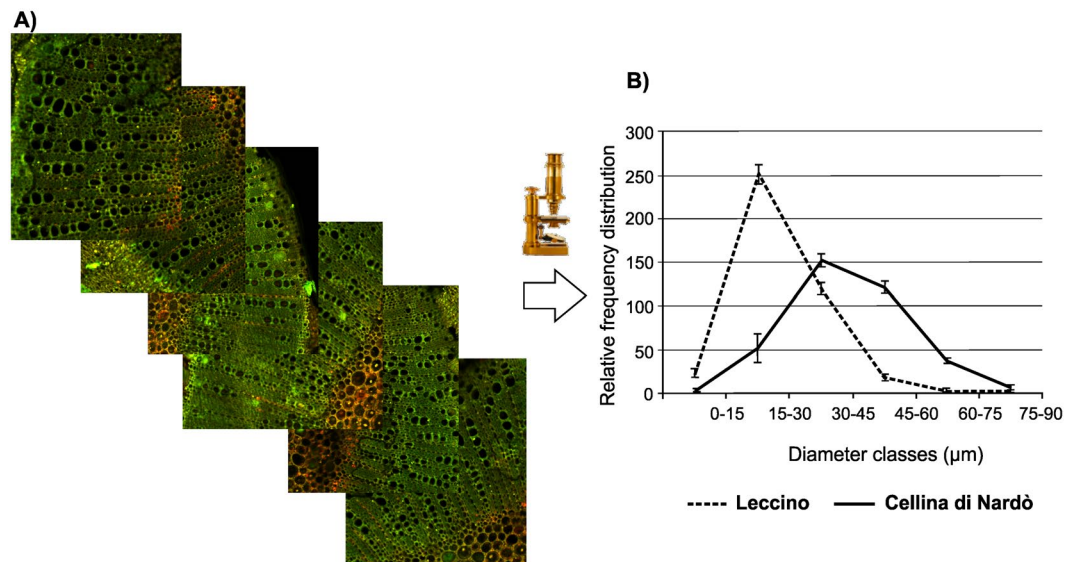 A)
B)
Relative frequency distribution
300
250
200
150
100
50
0
0-15 15-30 30-45 45-60 60-75 75-90
Diameter classes (µm)
Leccino Cellina di Nardò